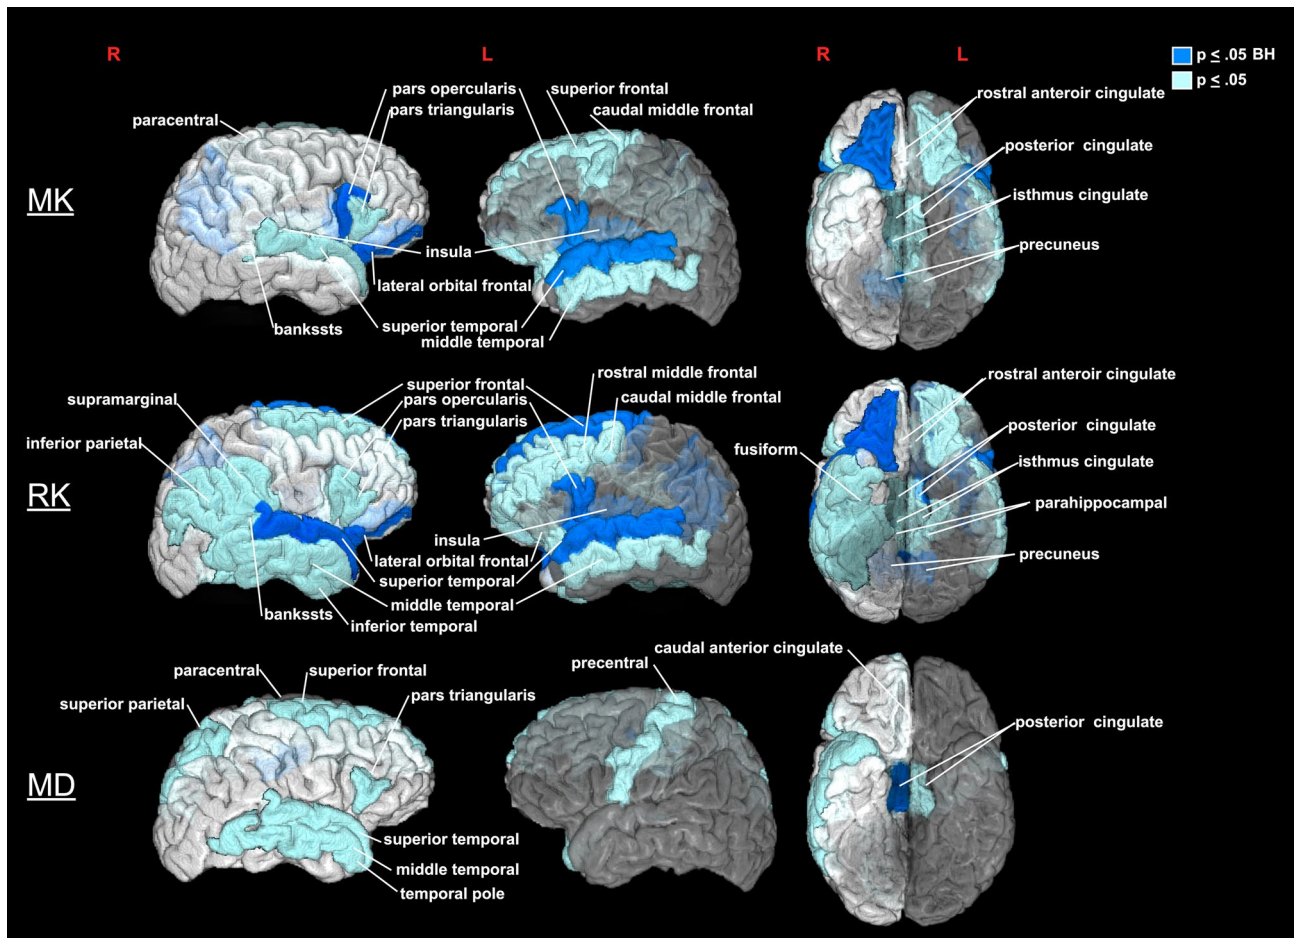 R
L
R
L
p ≤ .05 BH
p ≤ .05
MK
paracentral
pars opercularis
pars triangularis
superior frontal
caudal middle frontal
rostral anteroir cingulate
posterior cingulate
isthmus cingulate
precuneus
insula
lateral orbital frontal
bankssts
superior temporal
middle temporal
RK
supramarginal
inferior parietal
superior frontal
pars opercularis
pars triangularis
rostral middle frontal
caudal middle frontal
rostral anteroir cingulate
fusiform
posterior cingulate
isthmus cingulate
parahippocampal
precuneus
insula
lateral orbital frontal
superior temporal
middle temporal
bankssts
inferior temporal
MD
paracentral
superior frontal
superior parietal
pars triangularis
precentral
caudal anterior cingulate
posterior cingulate
superior temporal
middle temporal
temporal pole